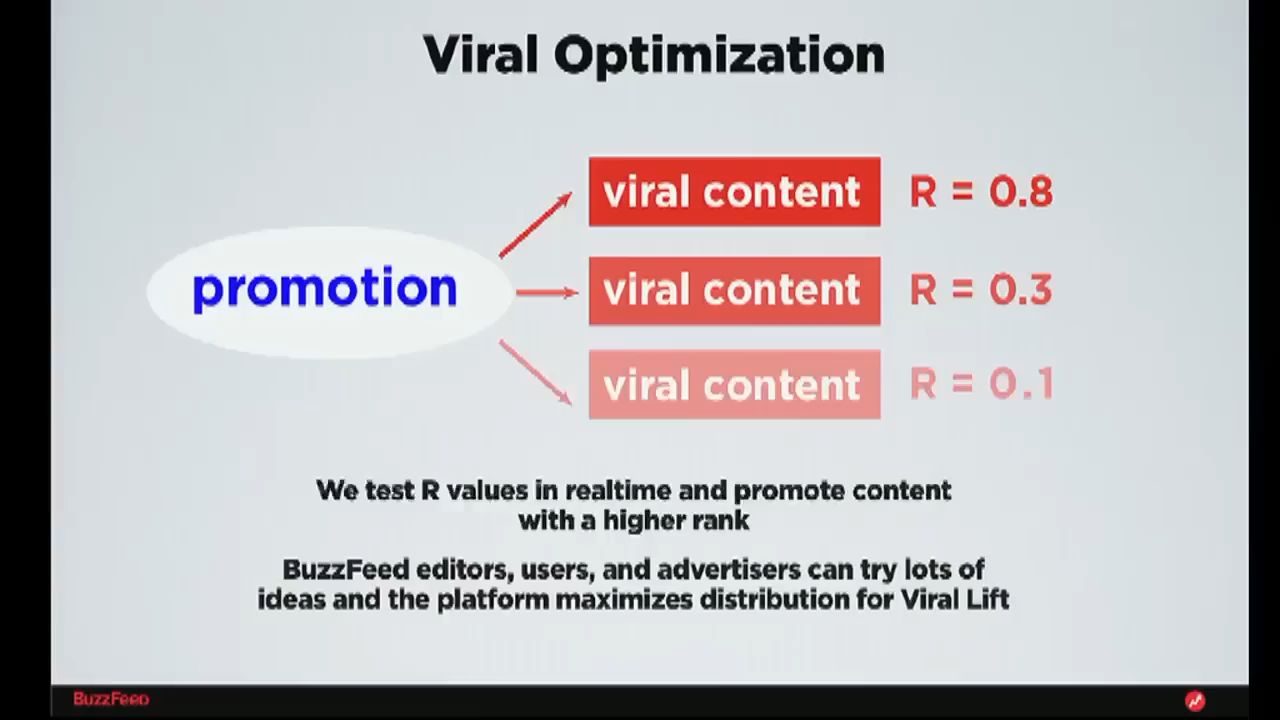 Viral Optimization
viral content R = 0.8
promotion
viral content R = 0.3
viral content R = 0.1
We test R values in realtime and promote content
with a higher rank
BuzzFeed editors, users, and advertisers can try lots of
ideas and the platform maximizes distribution for Viral Lift
BuzzFeed